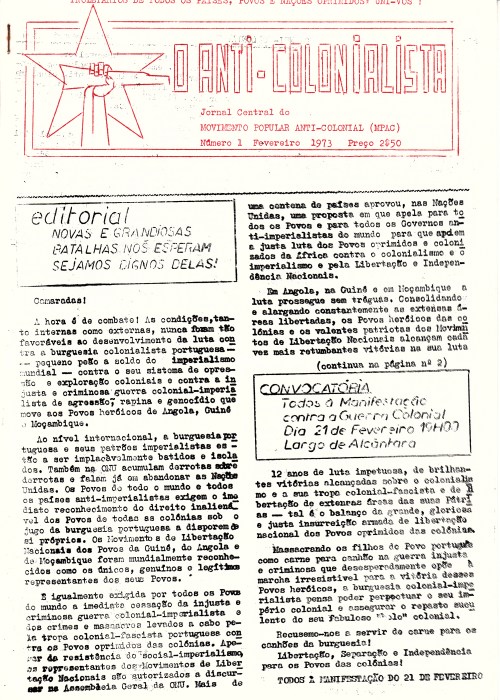 PROLETÁRIOS DE TODOS OS PAÍSES, POVOS E NAÇÕES OPRIMIDOS, UNI-VOS !
O ANTI-COLONIALISTA
Jornal Central do
MOVIMENTO POPULAR ANTI-COLONIAL (MPAC)
Número 1 Fevereiro 1973 Preço 2$50
editorial
NOVAS E GRANDIOSAS
BATALHAS NOS ESPERAM
SEJAMOS DIGNOS DELAS!
Camaradas!
A hora é de combate! As condições, tan-
to internas como externas, nunca foram tão
favoráveis ao desenvolvimento da luta con
tra a burguesia colonialista portuguesa —
— pequeno peão a soldo do imperialismo
mundial — contra o seu sistema de opres-
são e exploração coloniais e contra a in
justa e criminosa guerra colonial-imperia
lista de agressão, rapina e genocídio que
move aos Povos heróicos de Angola, Guiné
e Moçambique.
Ao nível internacional, a burguesia por
tuguesa e seus patrões imperialistas es-
tão a ser implacàvelmente batidos e isola
dos. Também na ONU acumulam derrotas sobre
derrotas e falam já em abandonar as Nações
Unidas. Os Povos de todo o mundo e todos
os países anti-imperialistas exigem o ime
diato reconhecimento do direito inaliená
vel dos Povos de todas as colónias sob o
jugo da burguesia portuguesa a disporem de
si próprios. Os Movimentos de Libertação
Nacionais dos Povos da Guiné, de Angola e
de Moçambique foram mundialmente reconhe-
cidos como os únicos, genuínos e legítimos
representantes dos seus Povos.
É igualmente exigida por todos os Povos
do mundo a imediata cessação da injusta e
criminosa guerra colonial-imperialista e
dos crimes e massacres levados a cabo pe-
la tropa colonial-fascista portuguesa con
tra os Povos oprimidos das colónias. Ape-
sar da resistência do social-imperialismo,
os representantes dos Movimentos de Liber
tação Nacionais são autorizados a discur-
sar na Assembleia Geral da ONU. Mais de
uma centena de países aprovou, nas Nações
Unidas, uma proposta em que apela para to
dos os Povos e para todos os Governos an-
ti-imperialistas do mundo para que apoiem
a justa luta dos Povos oprimidos e coloni
zados da África contra o colonialismo e o
imperialismo e pela Libertação e Indepen-
dência Nacionais.
Em Angola, na Guiné e em Moçambique a
luta prossegue sem tréguas. Consolidando
e alargando constantemente as extensas á-
reas libertadas, os Povos heróicos das co
lónias e os valentes patriotas dos Movimen
tos de Libertação Nacionais alcançam cada
vez mais retumbantes vitórias na sua luta
(continua na página nº 2)
CONVOCATÓRIA
Todos à Manifestação
contra a Guerra Colonial
Dia 21 de Fevereiro 19H00
Largo de Alcântara
12 anos de luta impetuosa, de brilhan-
tes vitórias alcançadas sobre o colonialis
mo e a sua tropa colonial-fascista e de li
bertação de extensas áreas das suas Pátri
as — tal é o balanço da grande, gloriosa
e justa insurreição armada de libertação
nacional dos Povos oprimidos das colónias.
Massacrando os filhos do Povo português
como carne para canhão na guerra injusta
e criminosa que desesperadamente opõe à
marcha irresistível para a vitória desses
Povos heróicos, a burguesia colonial-impe
rialista pensa poder perpetuar o seu im-
pério colonial e assegurar o repasto sucu
lento do seu fabuloso colonial.
Recusemo-nos a servir de carne para os
canhões da burguesia!
Libertação, Separação e Independência
para os Povos das colónias!
TODOS À MANIFESTAÇÃO DO 21 DE FEVEREIRO